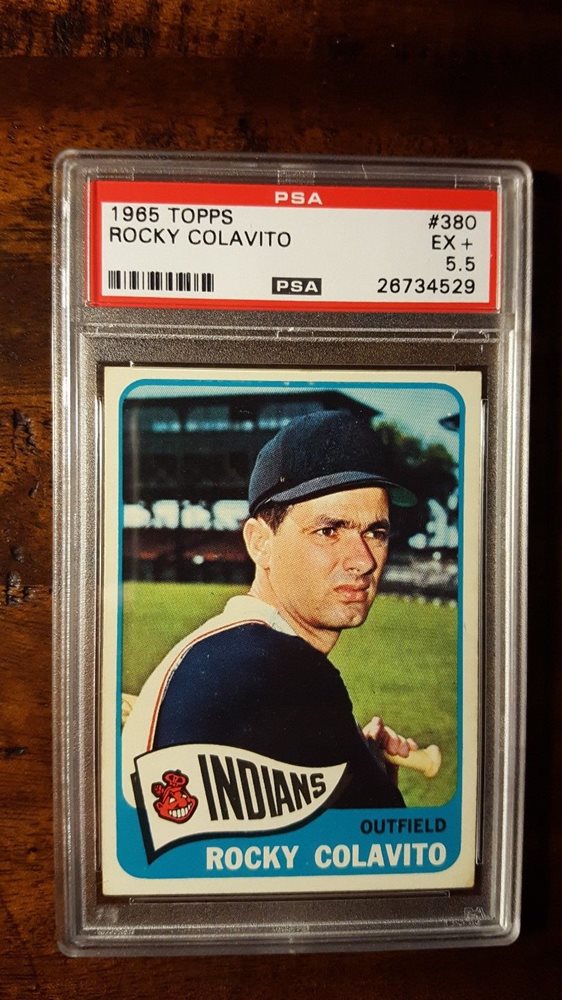 PSA
1965 TOPPS #380
ROCKY COLAVITO EX +
5.5
PSA 26734529
INDIANS
OUTFIELD
ROCKY COLAVITO